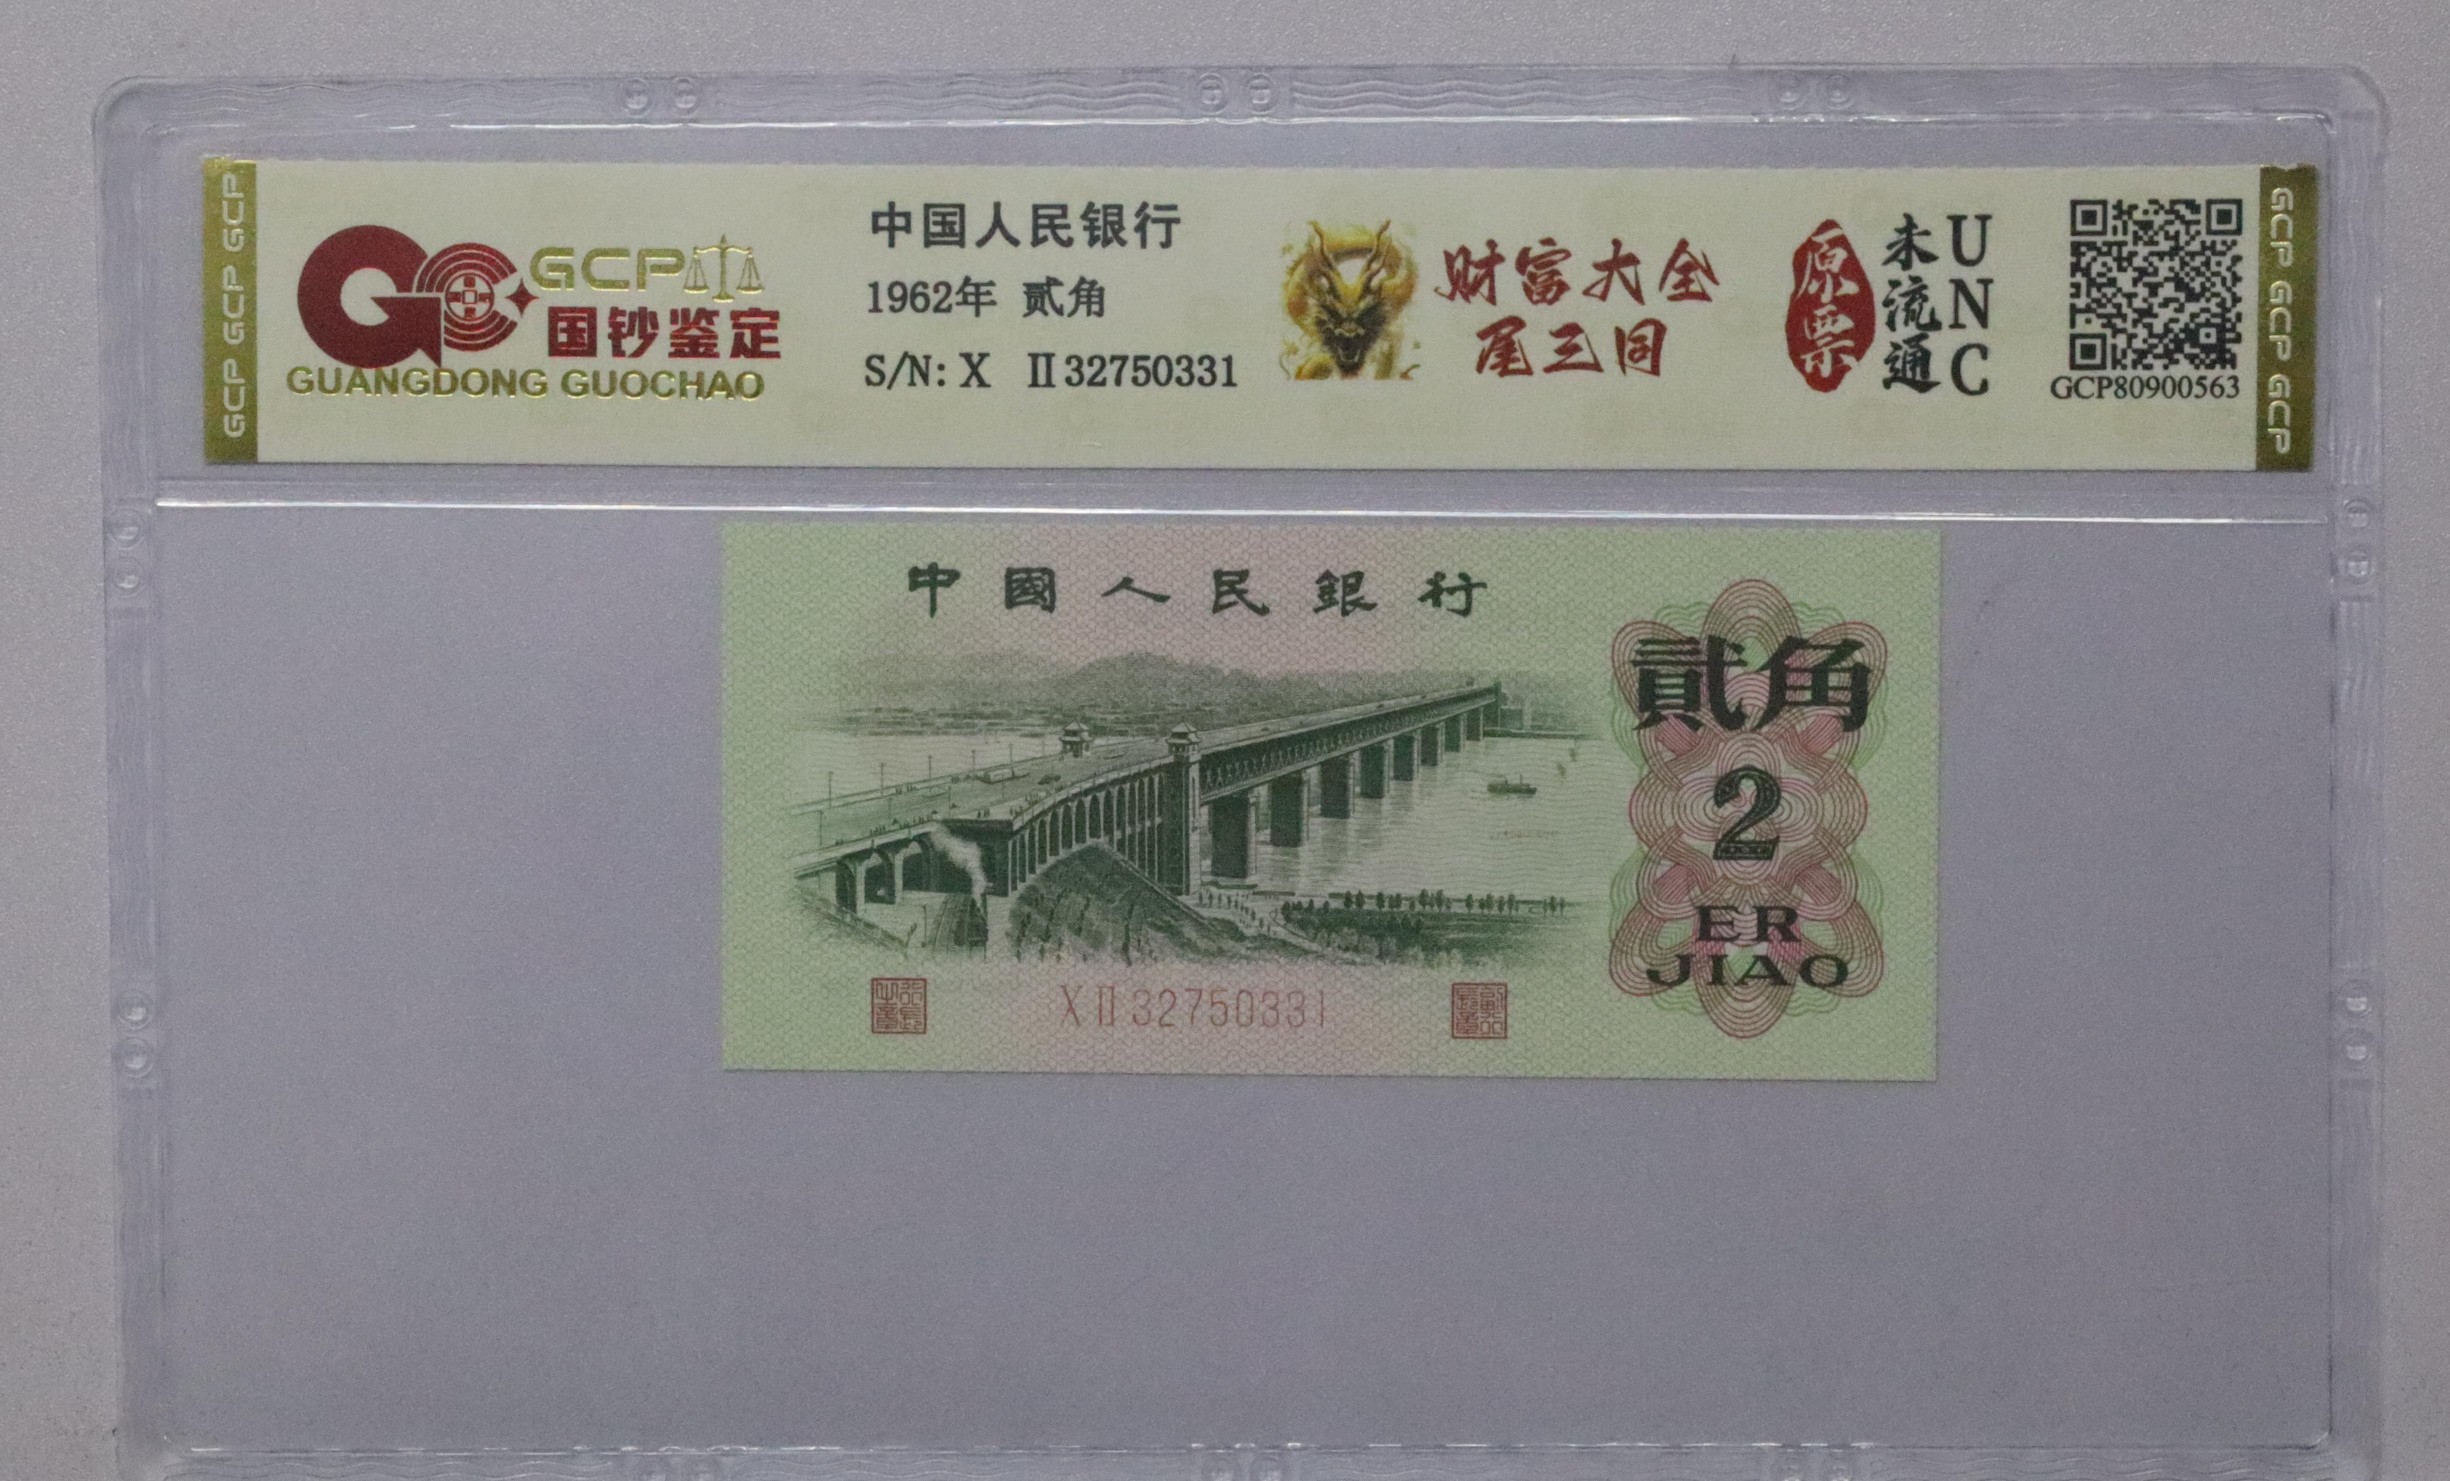 GCP GCP GCP
GCP
国钞鉴定
GUANGDONG GUOCHAO
中国人民银行
1962年 贰角
S/N: X Ⅱ32750331
财富大全
尾三同
原票
未流通
UNC
GCP80900563
GCP GCP GCP
中國人民銀行
貳角
2
ER
JIAO
XⅡ32750331